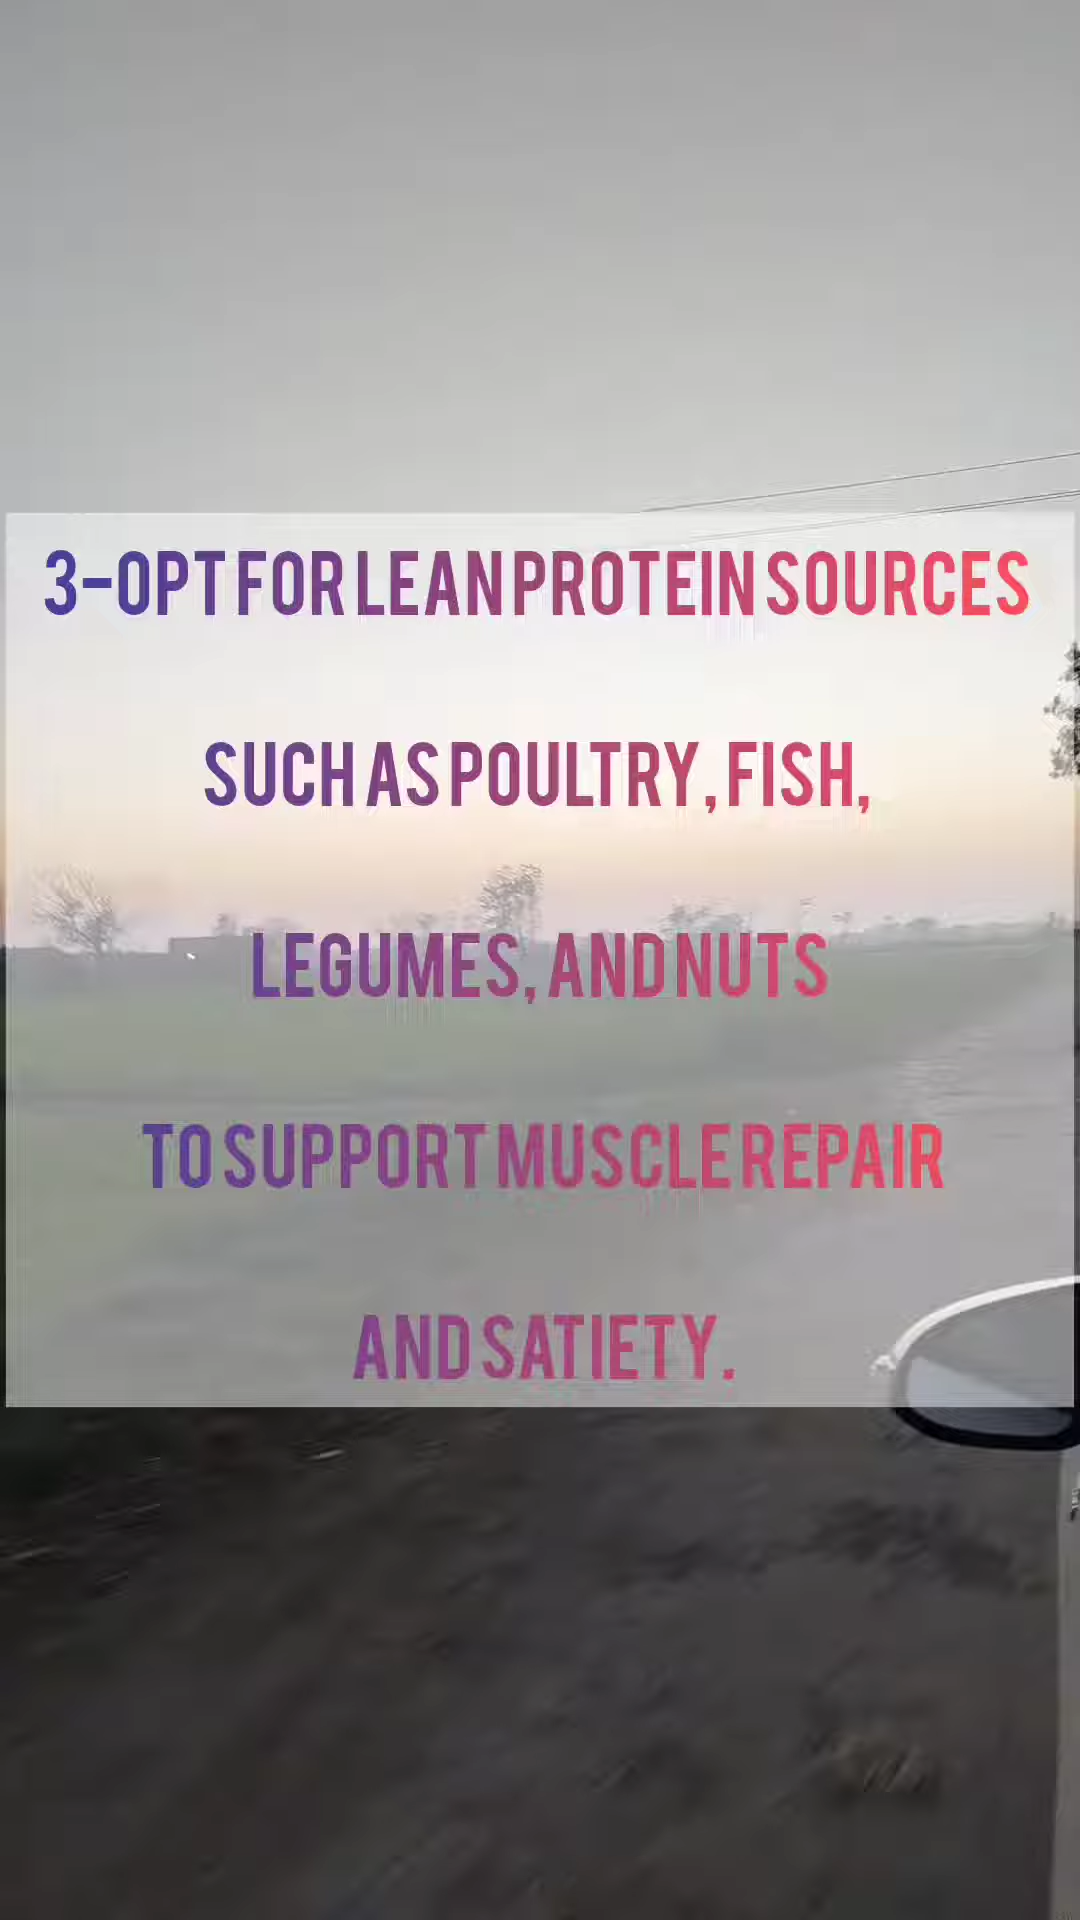 3-OPT FOR LEAN PROTEIN SOURCES
SUCH AS POULTRY, FISH,
LEGUMES, AND NUTS
TO SUPPORT MUSCLE REPAIR
AND SATIETY.